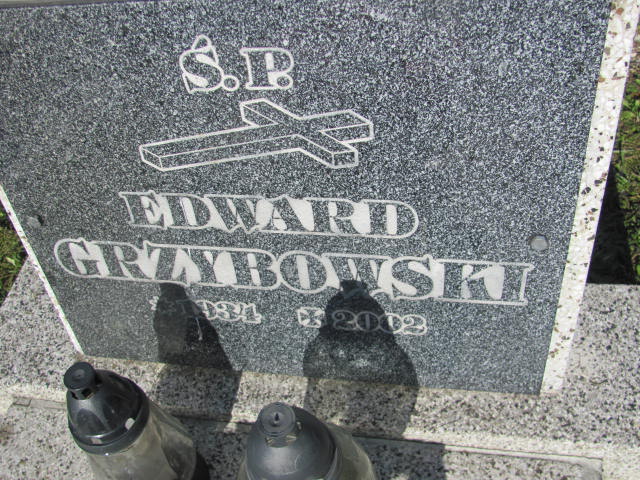 Ś.P.
EDWARD
GRZYBOWSKI
* 1934 ✝ 2002